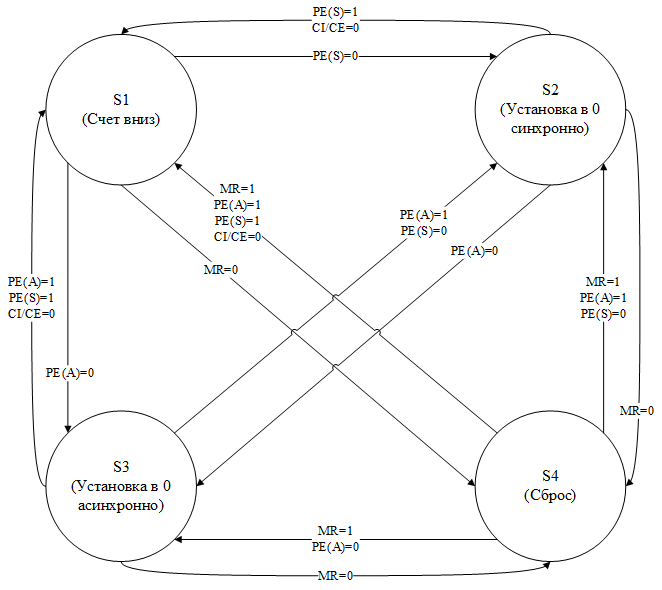 PE(S)=1
CI/CE=0
PE(S)=0
S1
(Счет вниз)
S2
(Установка в 0
синхронно)
MR=1
PE(A)=1
PE(S)=1
CI/CE=0
PE(A)=1
PE(S)=0
PE(A)=0
MR=0
PE(A)=1
PE(S)=1
CI/CE=0
MR=1
PE(A)=1
PE(S)=0
PE(A)=0
MR=0
S3
(Установка в 0
асинхронно)
S4
(Сброс)
MR=1
PE(A)=0
MR=0